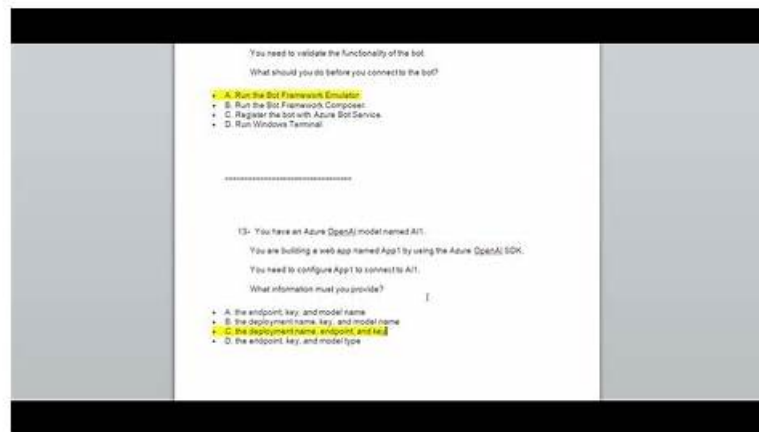 You need to validate the functionality of the bot.
What should you do before you connect to the bot?
A. Run the Bot Framework Emulator.
B. Run the Bot Framework Composer.
C. Register the bot with Azure Bot Service.
D. Run Windows Terminal.
================================
13- You have an Azure OpenAI model named AI1.
You are building a web app named App1 by using the Azure OpenAI SDK.
You need to configure App1 to connect to AI1.
What information must you provide?
A. the endpoint, key, and model name
B. the deployment name, key, and model name
C. the deployment name, endpoint, and key
D. the endpoint, key, and model type